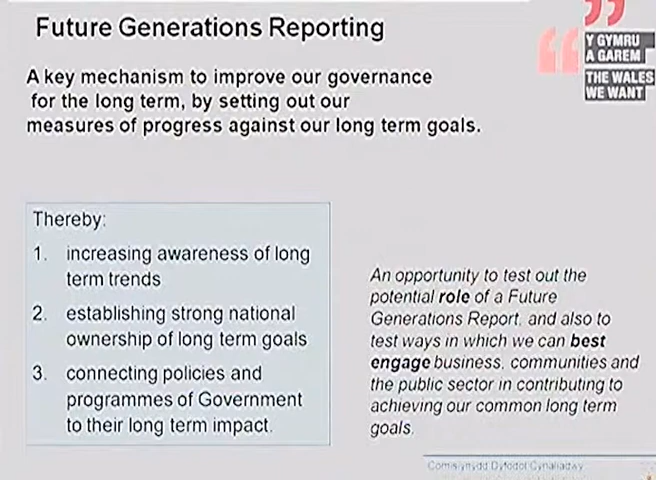 Future Generations Reporting
Y GYMRU
A GAREM
THE WALES
WE WANT
A key mechanism to improve our governance
for the long term, by setting out our
measures of progress against our long term goals.
Thereby:
1. increasing awareness of long
term trends
2. establishing strong national
ownership of long term goals
3. connecting policies and
programmes of Government
to their long term impact.
An opportunity to test out the
potential role of a Future
Generations Report, and also to
test ways in which we can best
engage business, communities and
the public sector in contributing to
achieving our common long term
goals.
Comisiynydd Dyfodol Cynaliadwy